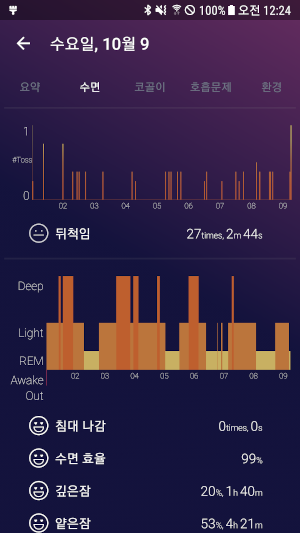 100% 오전 12:24
수요일, 10월 9
요약 수면 코골이 호흡문제 환경
1
#Toss
0
02 03 04 05 06 07 08 09
뒤척임 27times, 2m 44s
Deep
Light
REM
Awake
02 03 04 05 06 07 08 09
Out
침대 나감 0times, 0s
수면 효율 99%
깊은잠 20%, 1h 40m
얕은잠 53%, 4h 21m